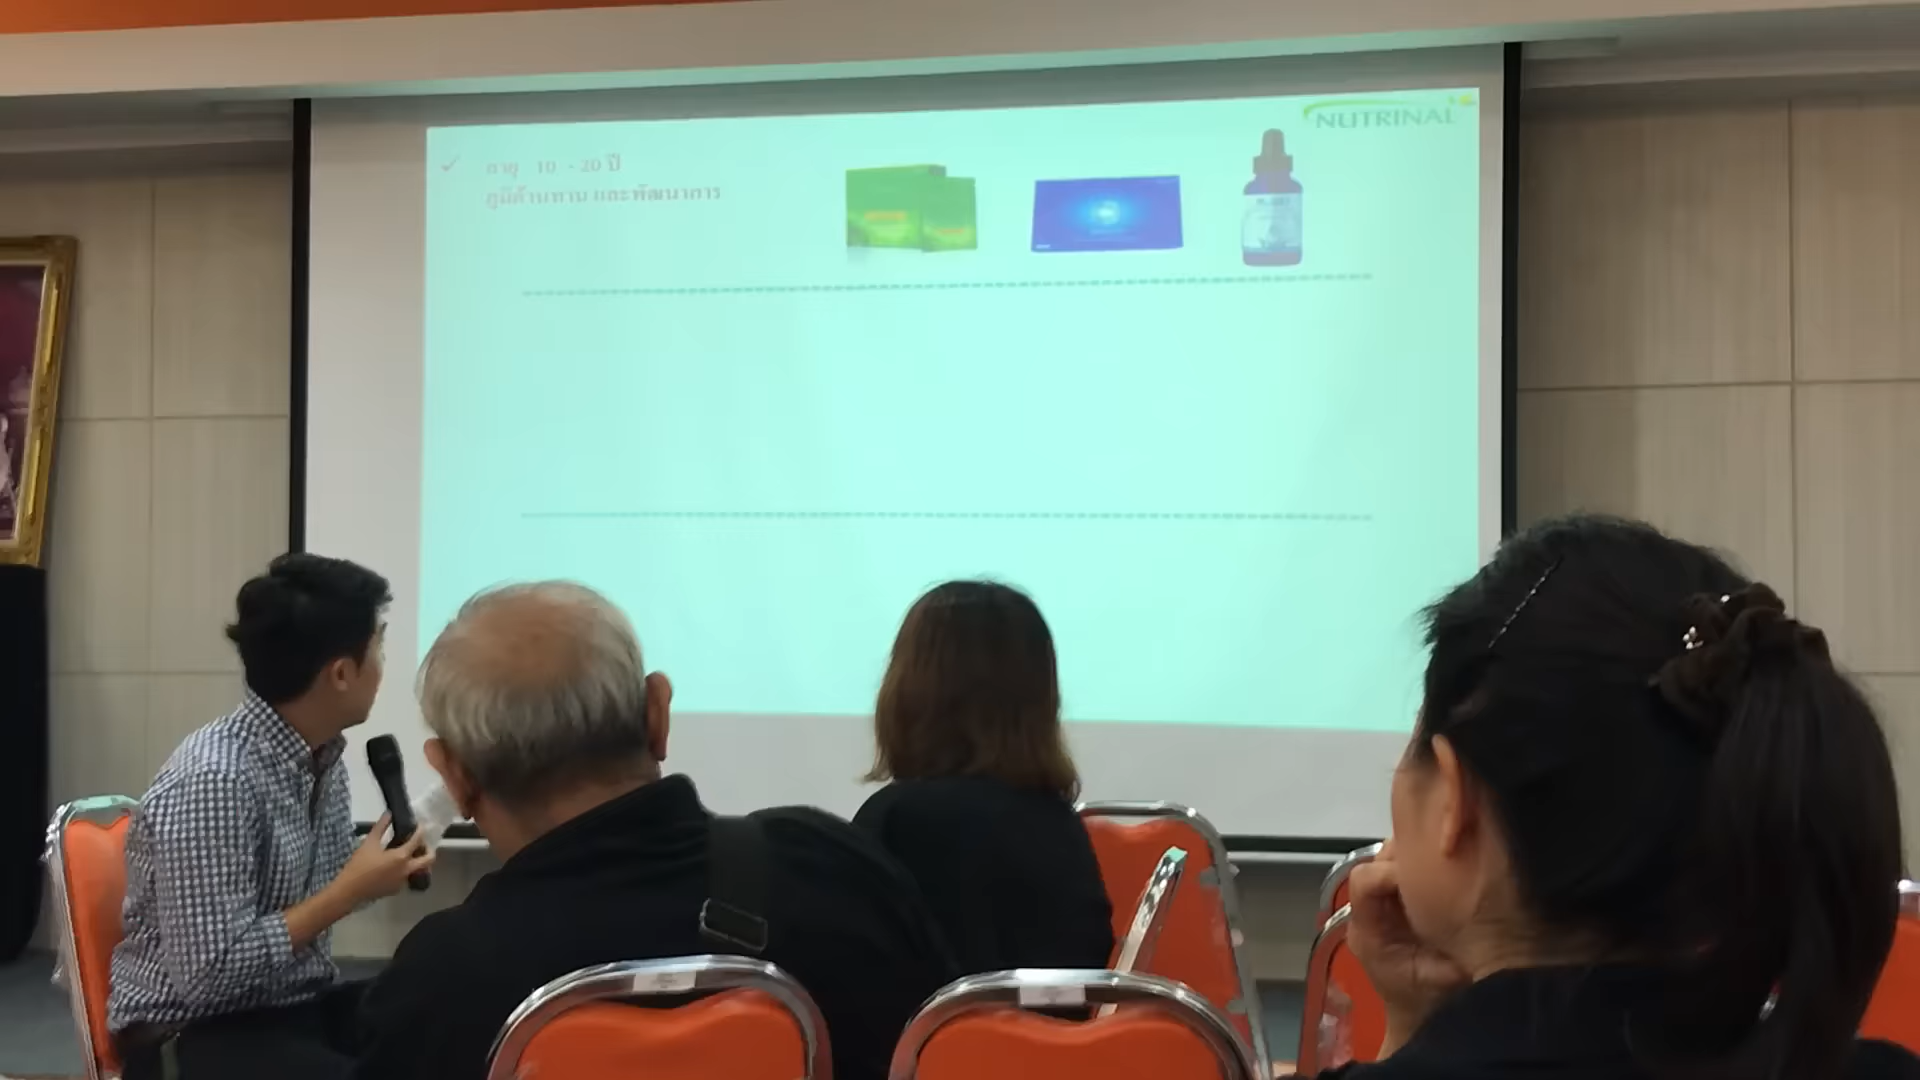 NUTRINAL
อายุ 10 - 20 ปี
ภูมิต้านทาน และพัฒนาการ